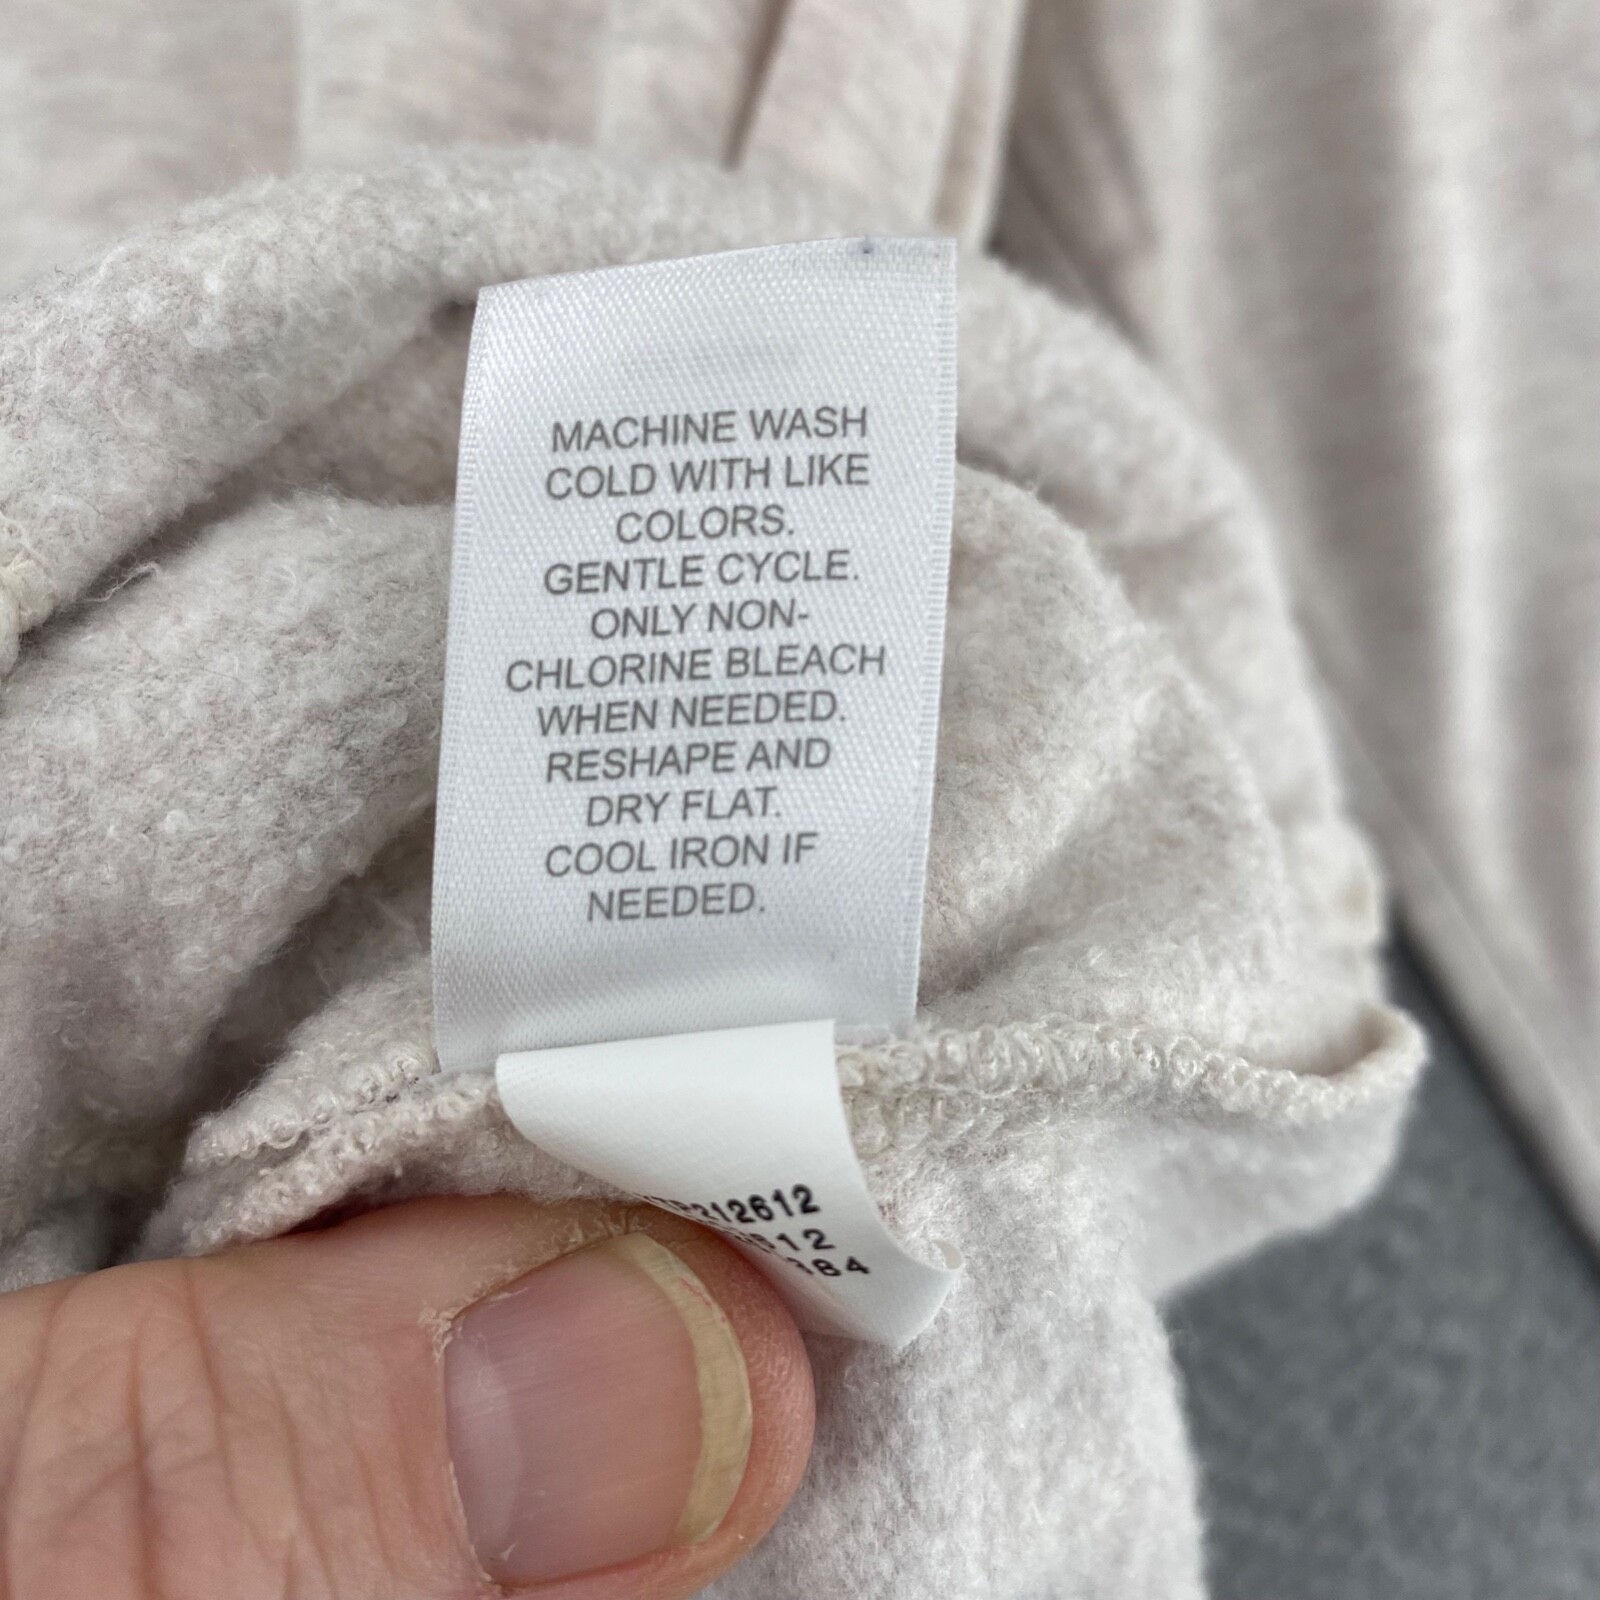 MACHINE WASH
COLD WITH LIKE
COLORS.
GENTLE CYCLE.
ONLY NON-
CHLORINE BLEACH
WHEN NEEDED.
RESHAPE AND
DRY FLAT.
COOL IRON IF
NEEDED.